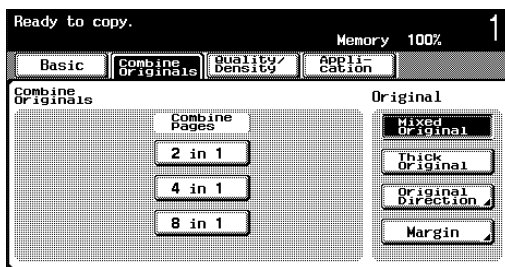 Ready to copy.
Memory 100% 1
Basic
Combine
Originals
Quality/
Density
Appli-
cation
Combine
Originals
Combine
Pages
2 in 1
4 in 1
8 in 1
Original
Mixed
Original
Thick
Original
Original
Direction
Margin